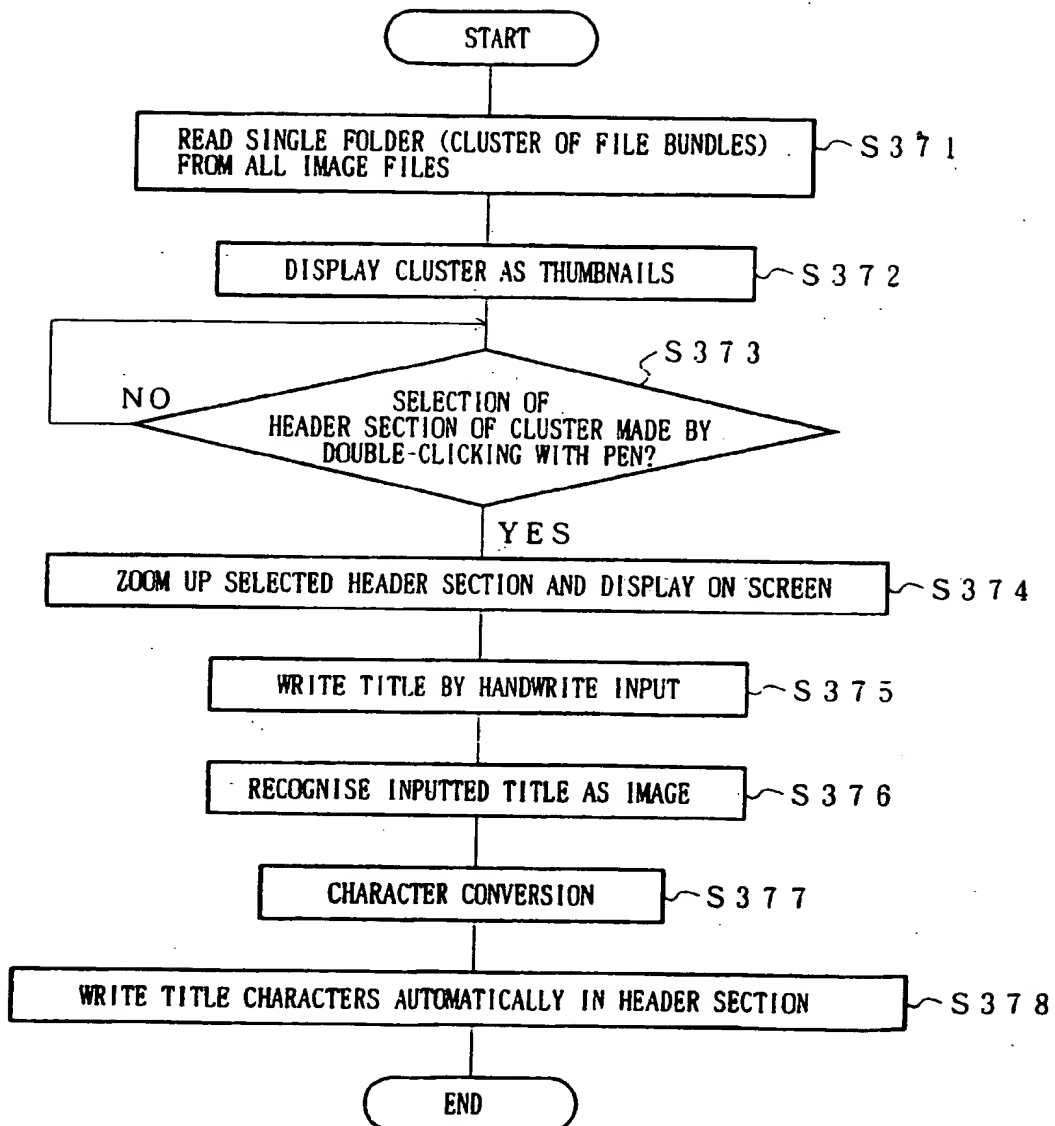 START
READ SINGLE FOLDER (CLUSTER OF FILE BUNDLES)
FROM ALL IMAGE FILES
S371
DISPLAY CLUSTER AS THUMBNAILS
S372
S373
NO
SELECTION OF
HEADER SECTION OF CLUSTER MADE BY
DOUBLE-CLICKING WITH PEN?
YES
ZOOM UP SELECTED HEADER SECTION AND DISPLAY ON SCREEN
S374
WRITE TITLE BY HANDWRITE INPUT
S375
RECOGNISE INPUTTED TITLE AS IMAGE
S376
CHARACTER CONVERSION
S377
WRITE TITLE CHARACTERS AUTOMATICALLY IN HEADER SECTION
S378
END